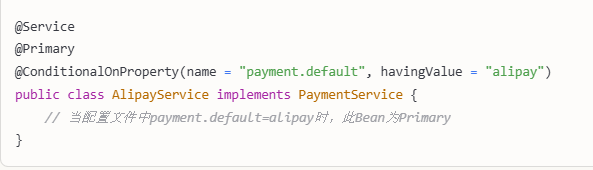 @Service
@Primary
@ConditionalOnProperty(name = "payment.default", havingValue = "alipay")
public class AlipayService implements PaymentService {
// 当配置文件中payment.default=alipay时，此Bean为Primary
}